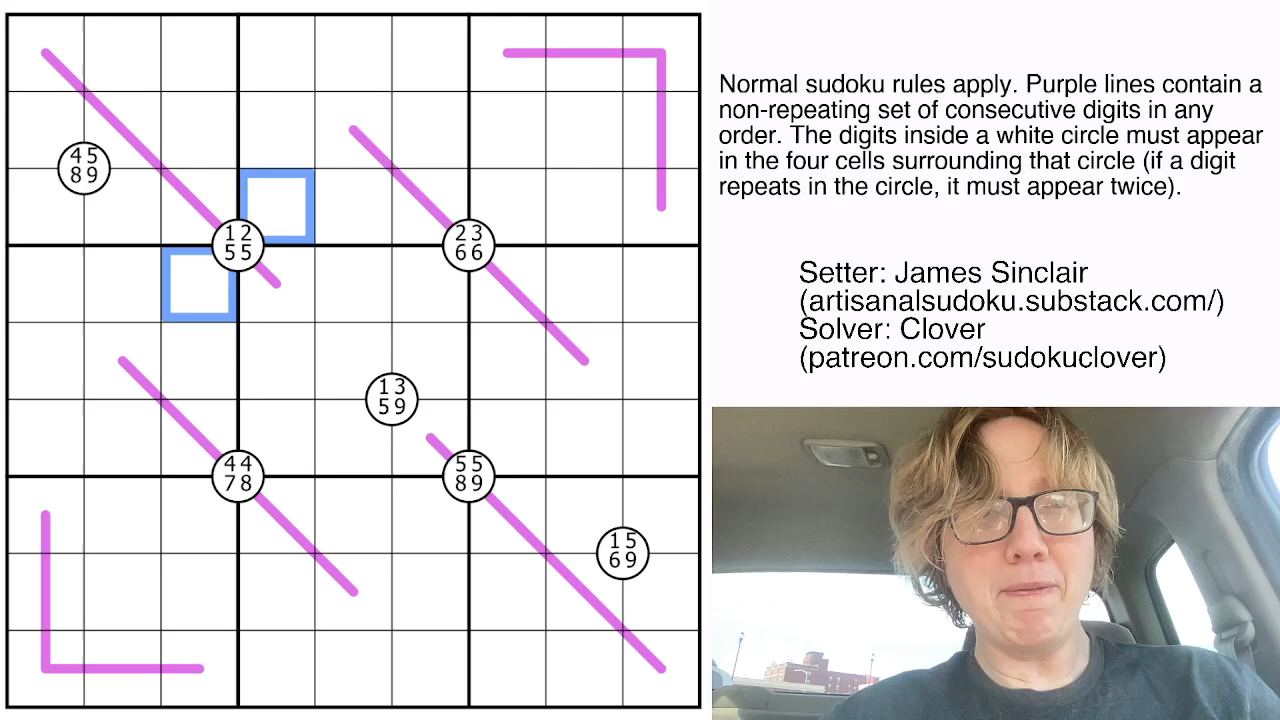 Normal sudoku rules apply. Purple lines contain a
non-repeating set of consecutive digits in any
order. The digits inside a white circle must appear
in the four cells surrounding that circle (if a digit
repeats in the circle, it must appear twice).
45
89
12
55
23
66
Setter: James Sinclair
(artisanalsudoku.substack.com/)
Solver: Clover
(patreon.com/sudokuclover)
13
59
44
78
55
89
15
69